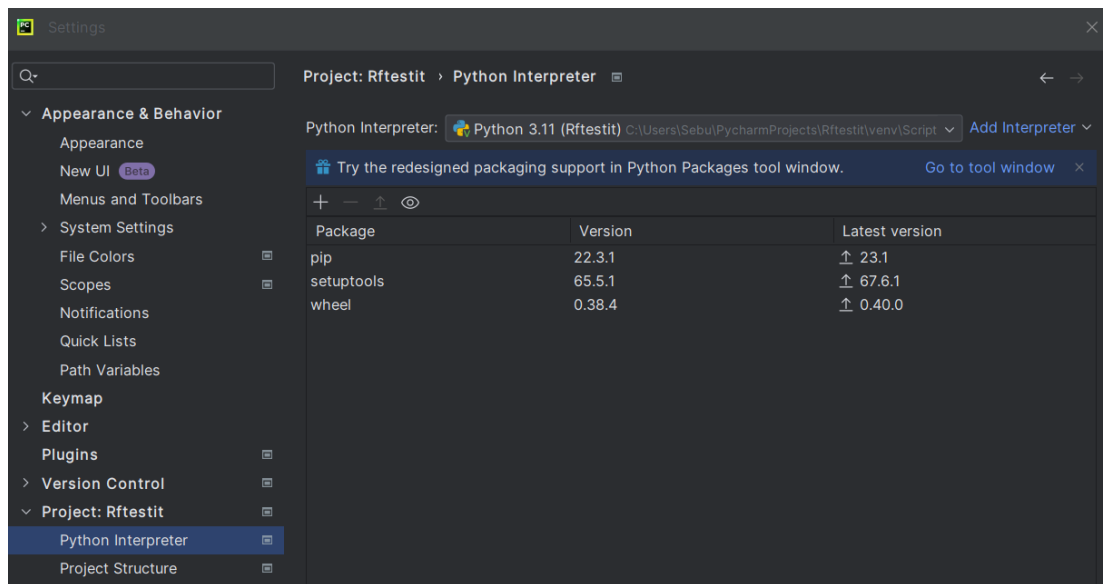 PC
Settings
Appearance & Behavior
Appearance
New UI Beta
Menus and Toolbars
System Settings
File Colors
Scopes
Notifications
Quick Lists
Path Variables
Keymap
Editor
Plugins
Version Control
Project: Rftestit
Python Interpreter
Project Structure
Project: Rftestit › Python Interpreter
Python Interpreter: Python 3.11 (Rftestit) C:\Users\Sebu\PycharmProjects\Rftestit\venv\Script Add Interpreter
Try the redesigned packaging support in Python Packages tool window. Go to tool window
Package Version Latest version
pip 22.3.1 23.1
setuptools 65.5.1 67.6.1
wheel 0.38.4 0.40.0